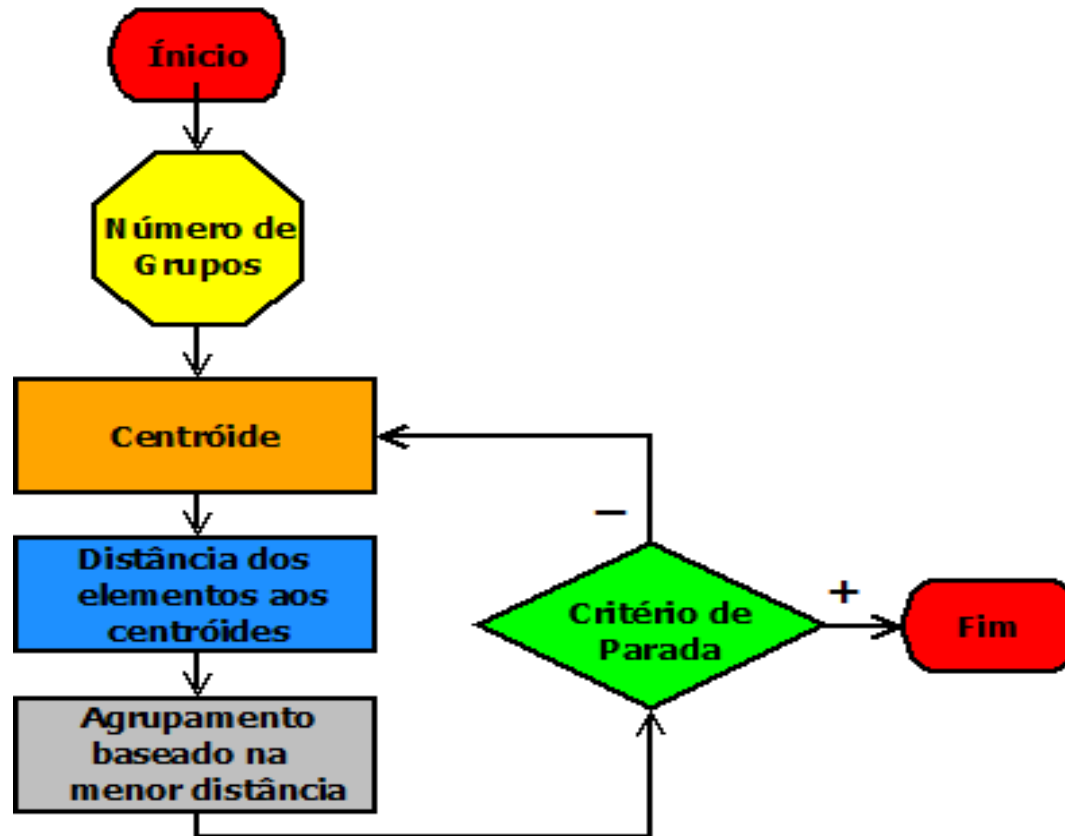 Ínicio
Número de
Grupos
Centróide
Distância dos
elementos aos
centróides
Agrupamento
baseado na
menor distância
−
Critério de
Parada
+
Fim